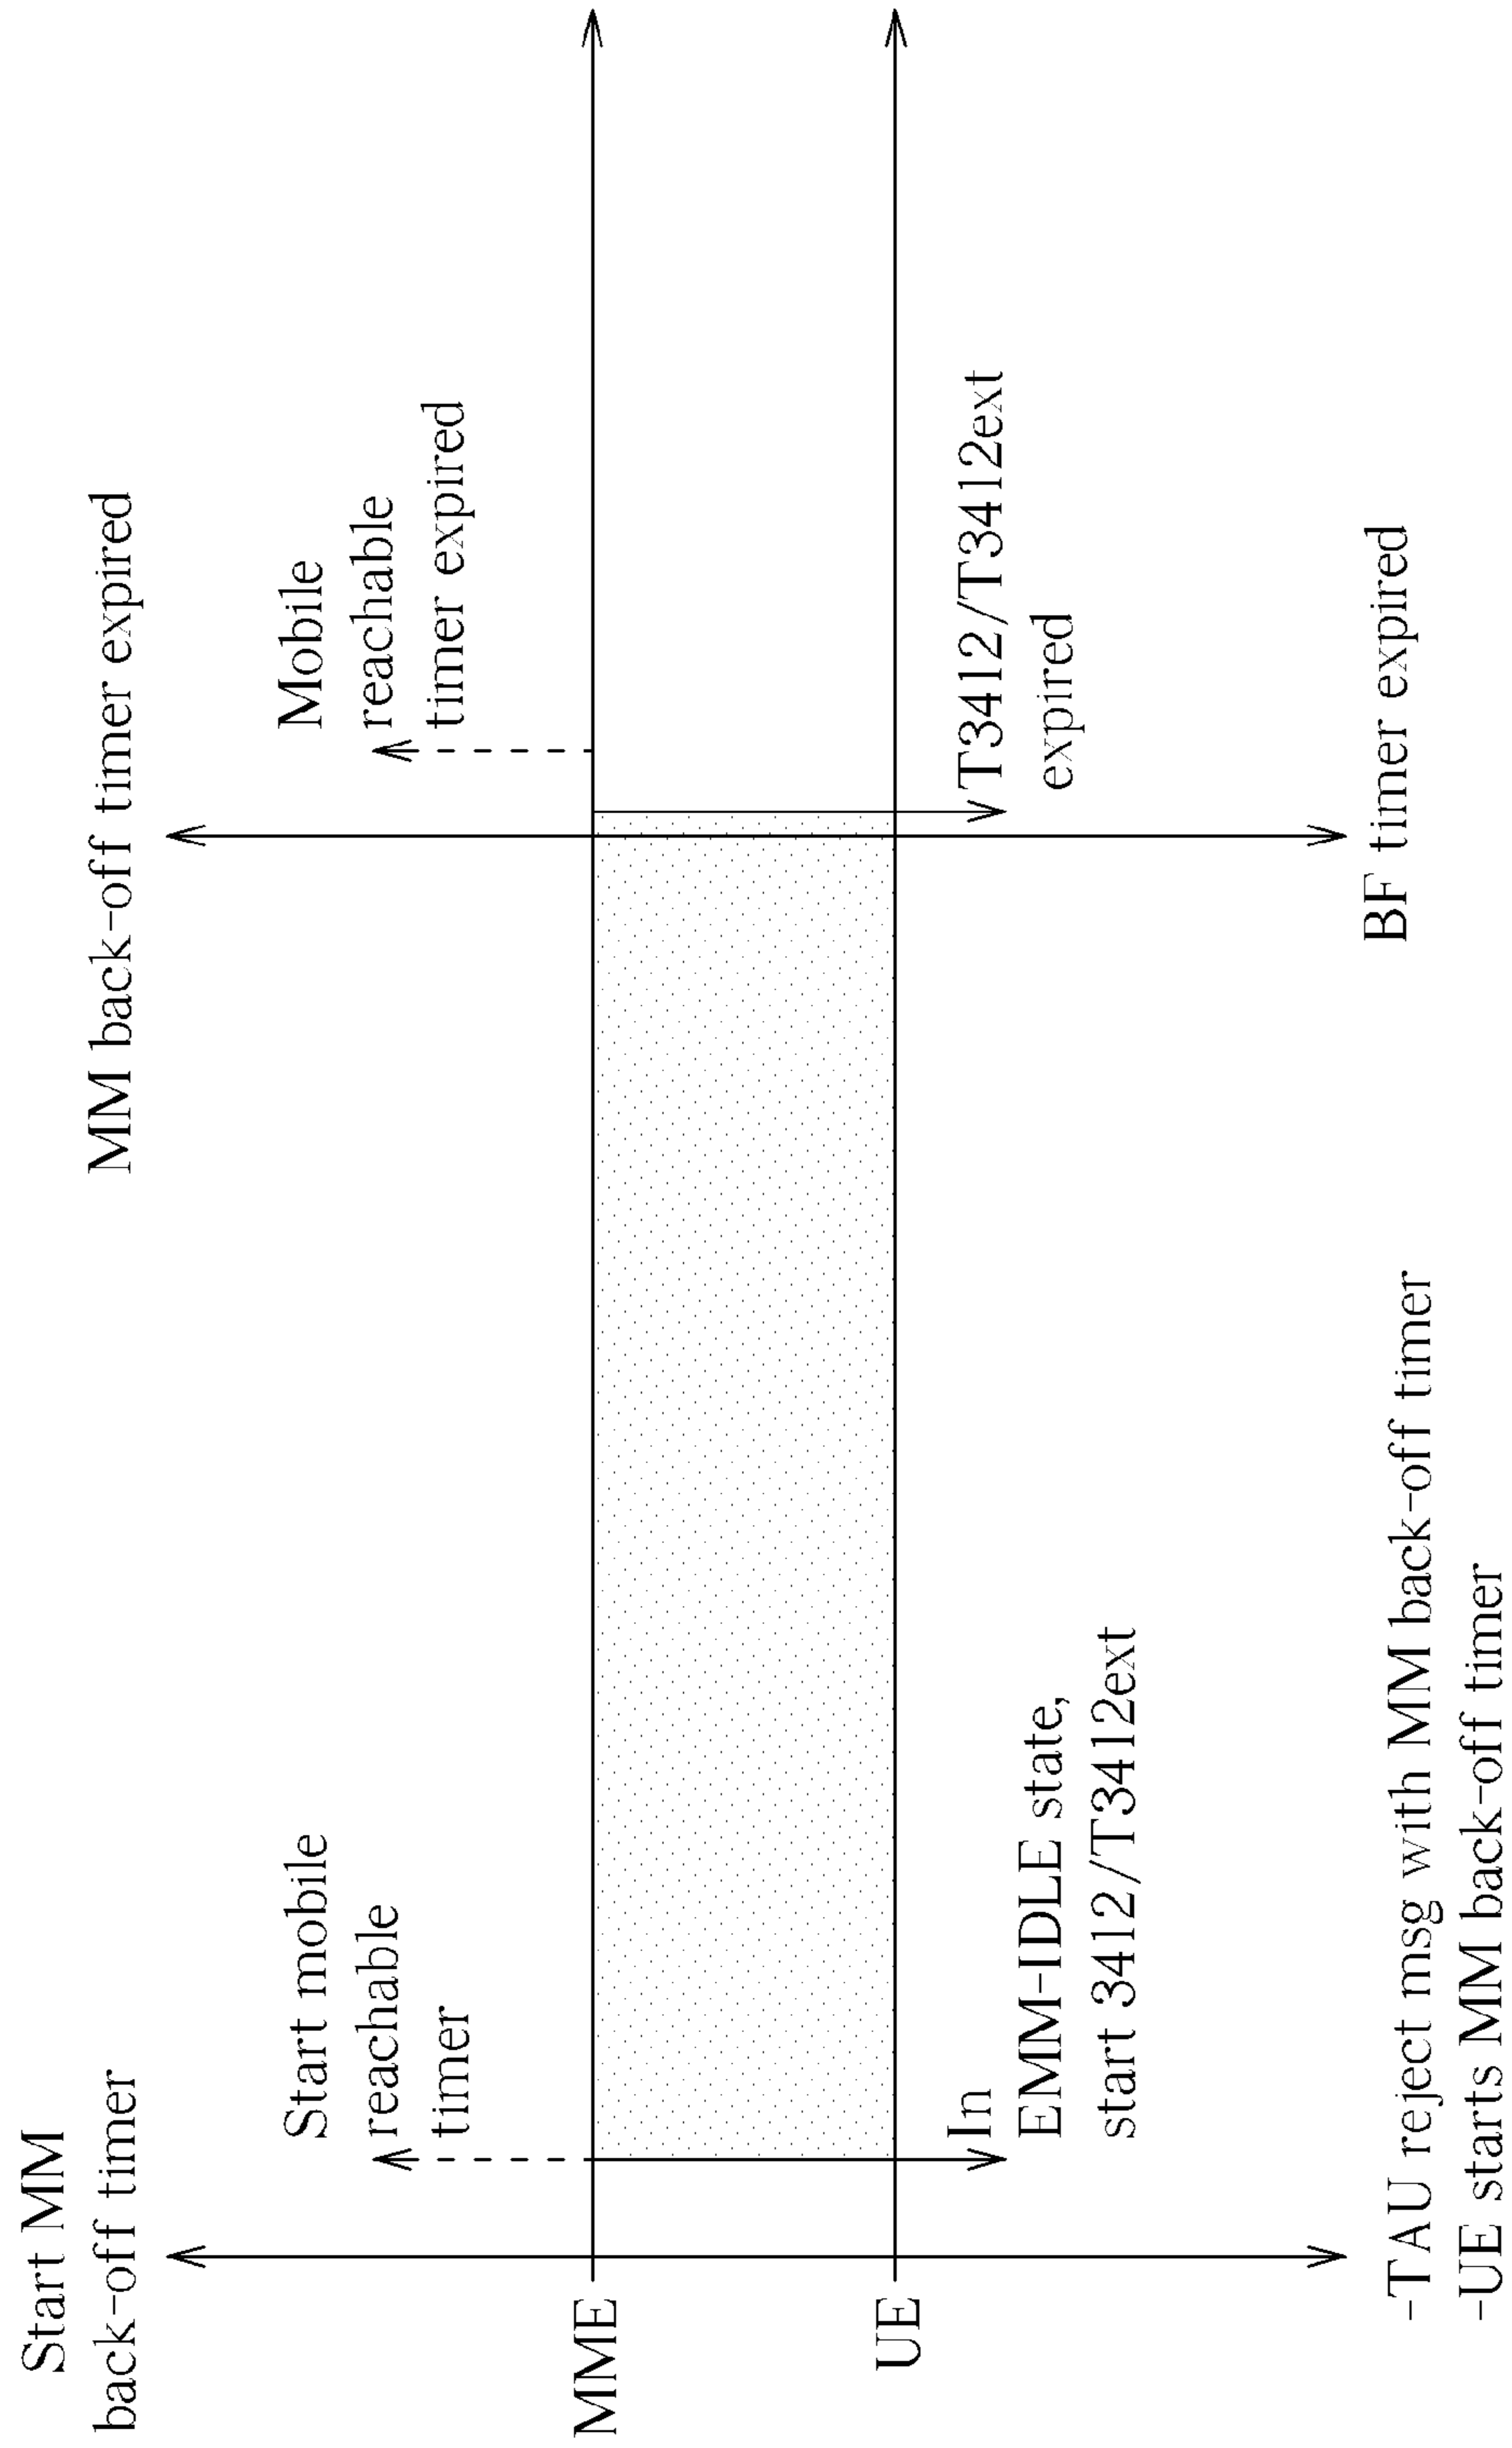 Start MM
back-off timer
MM back-off timer expired
Start mobile
reachable
timer
Mobile
reachable
timer expired
MME
UE
In
EMM-IDLE state,
start 3412/T3412ext
T3412/T3412ext
expired
-TAU reject msg with MM back-off timer
-UE starts MM back-off timer
BF timer expired